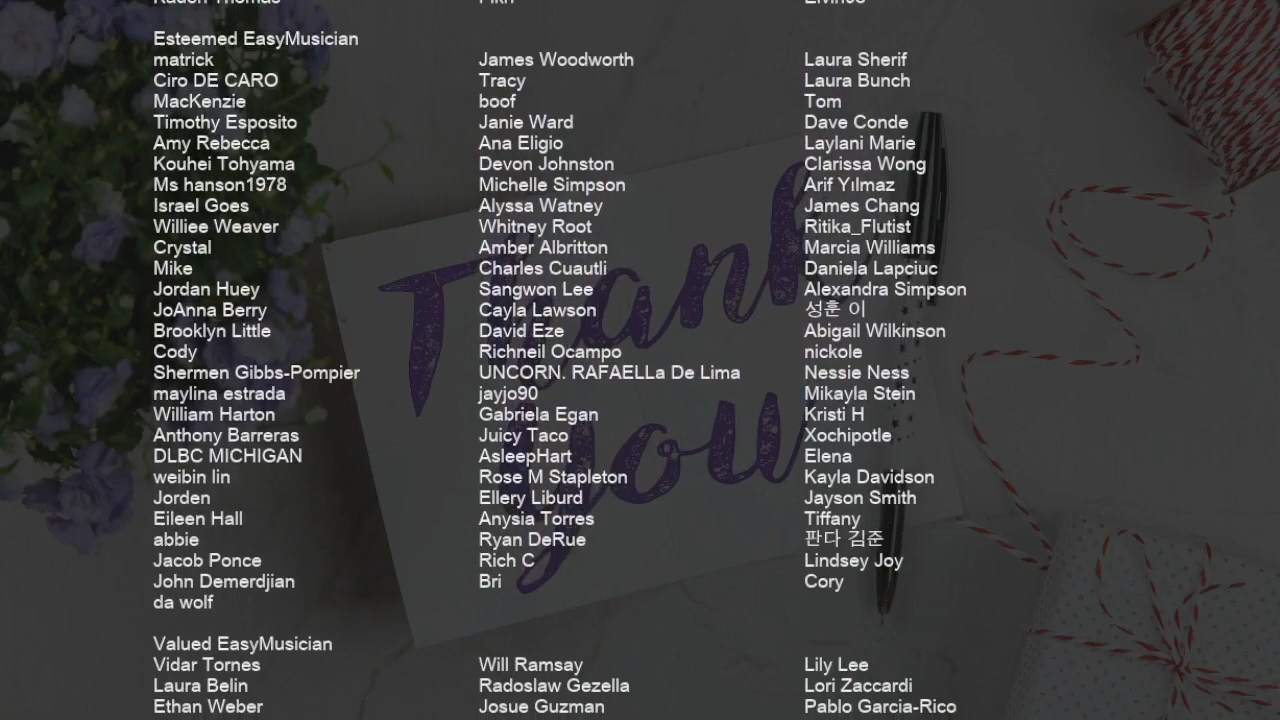 Esteemed EasyMusician
matrick James Woodworth Laura Sherif
Ciro DE CARO Tracy Laura Bunch
MacKenzie boof Tom
Timothy Esposito Janie Ward Dave Conde
Amy Rebecca Ana Eligio Laylani Marie
Kouhei Tohyama Devon Johnston Clarissa Wong
Ms hanson1978 Michelle Simpson Arif Yılmaz
Israel Goes Alyssa Watney James Chang
Williee Weaver Whitney Root Ritika_Flutist
Crystal Amber Albritton Marcia Williams
Mike Charles Cuautli Daniela Lapciuc
Jordan Huey Sangwon Lee Alexandra Simpson
JoAnna Berry Cayla Lawson 성훈 이
Brooklyn Little David Eze Abigail Wilkinson
Cody Richneil Ocampo nickole
Shermen Gibbs-Pompier UNCORN. RAFAELLa De Lima Nessie Ness
maylina estrada jayjo90 Mikayla Stein
William Harton Gabriela Egan Kristi H
Anthony Barreras Juicy Taco Xochipotle
DLBC MICHIGAN AsleepHart Elena
weibin lin Rose M Stapleton Kayla Davidson
Jorden Ellery Liburd Jayson Smith
Eileen Hall Anysia Torres Tiffany
abbie Ryan DeRue 판다 김준
Jacob Ponce Rich C Lindsey Joy
John Demerdjian Bri Cory
da wolf
Valued EasyMusician
Vidar Tornes Will Ramsay Lily Lee
Laura Belin Radoslaw Gezella Lori Zaccardi
Ethan Weber Josue Guzman Pablo Garcia-Rico
Thank
you